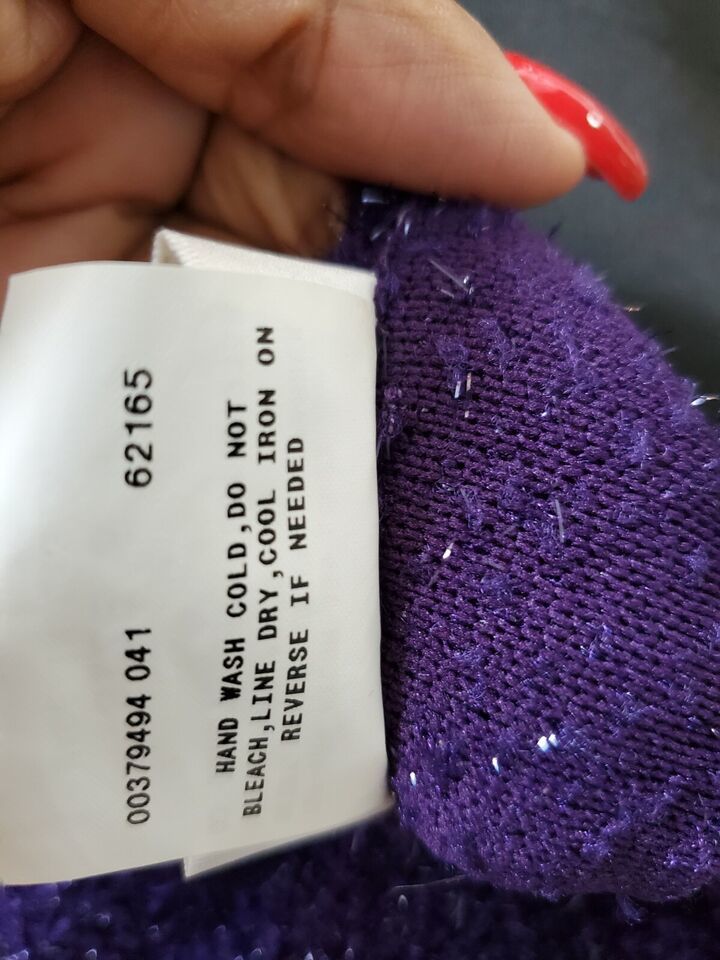 00379494 041 62165
HAND WASH COLD,DO NOT
BLEACH,LINE DRY,COOL IRON ON
REVERSE IF NEEDED